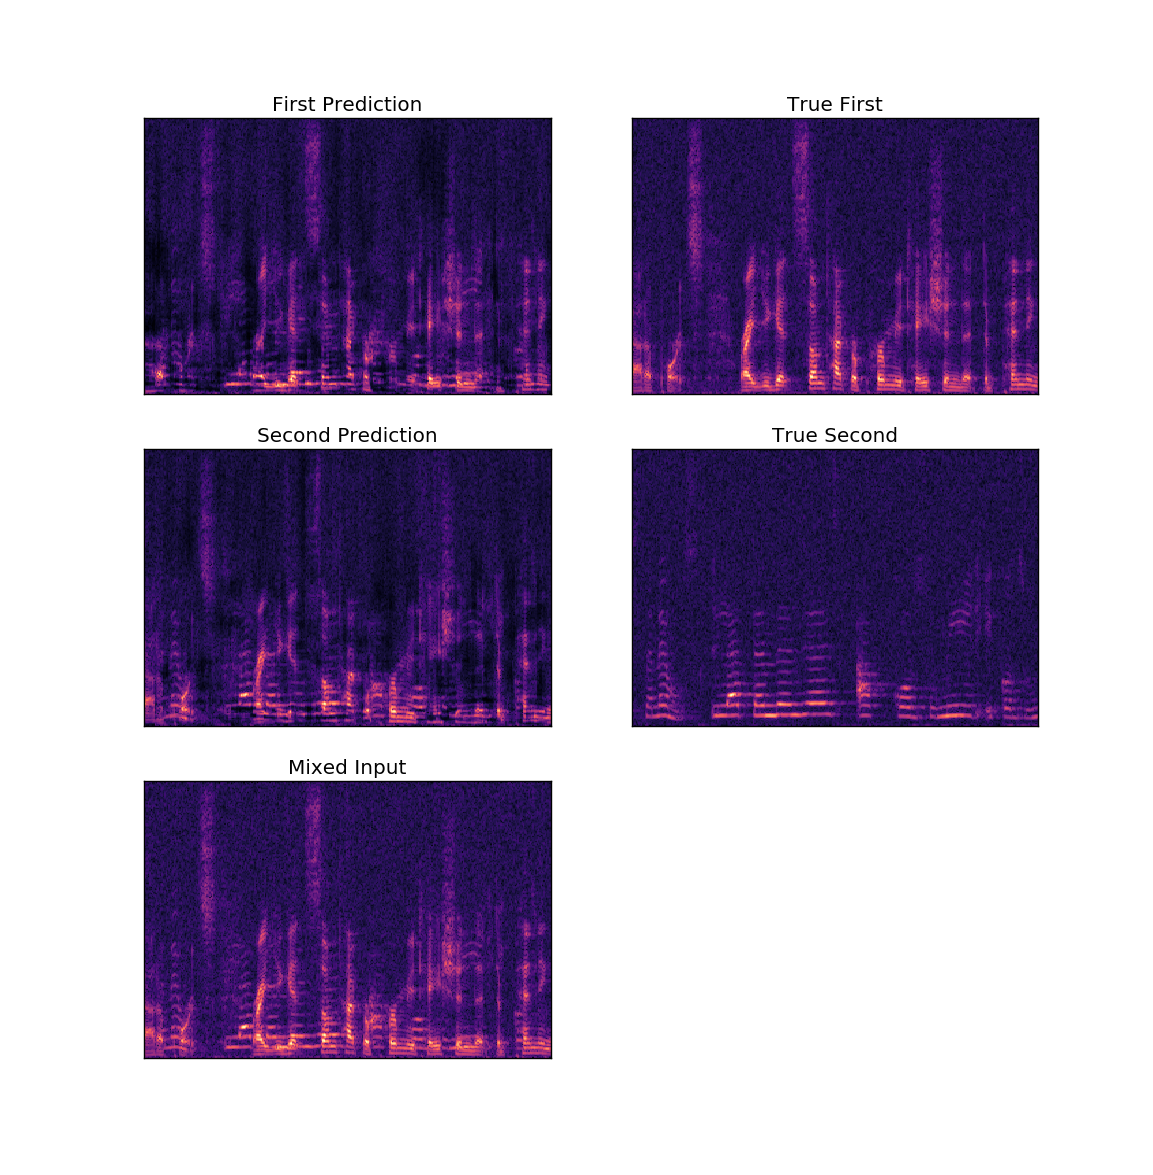 First Prediction
True First
Second Prediction
True Second
Mixed Input